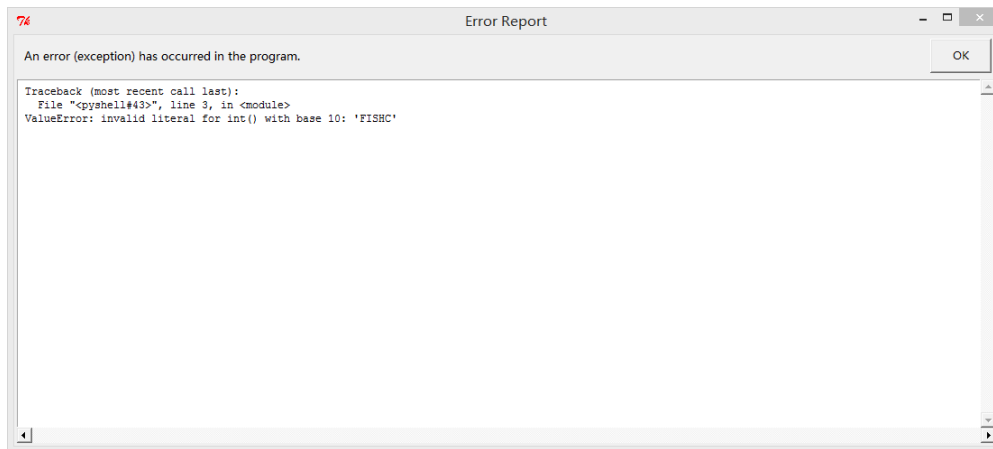 Error Report
An error (exception) has occurred in the program.
OK
Traceback (most recent call last):
  File "<pyshell#43>", line 3, in <module>
ValueError: invalid literal for int() with base 10: 'FISHC'